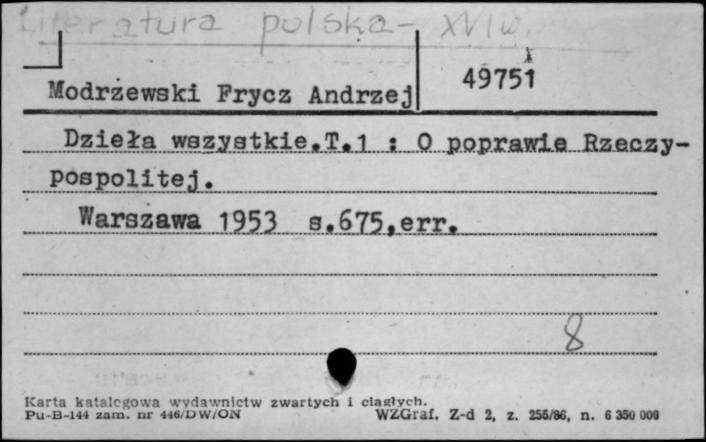 Literatura polska - XVI w.
49751
Modrzewski Frycz Andrzej
Dzieła wszystkie.T.1 : O poprawie Rzeczy-
pospolitej.
Warszawa 1953 s.675,err.
8
Karta katalogowa wydawnictw zwartych i ciągłych.
Pu-B-144 zam. nr 446/DW/ON WZGraf. Z-d 2, z. 255/86, n. 6 350 000